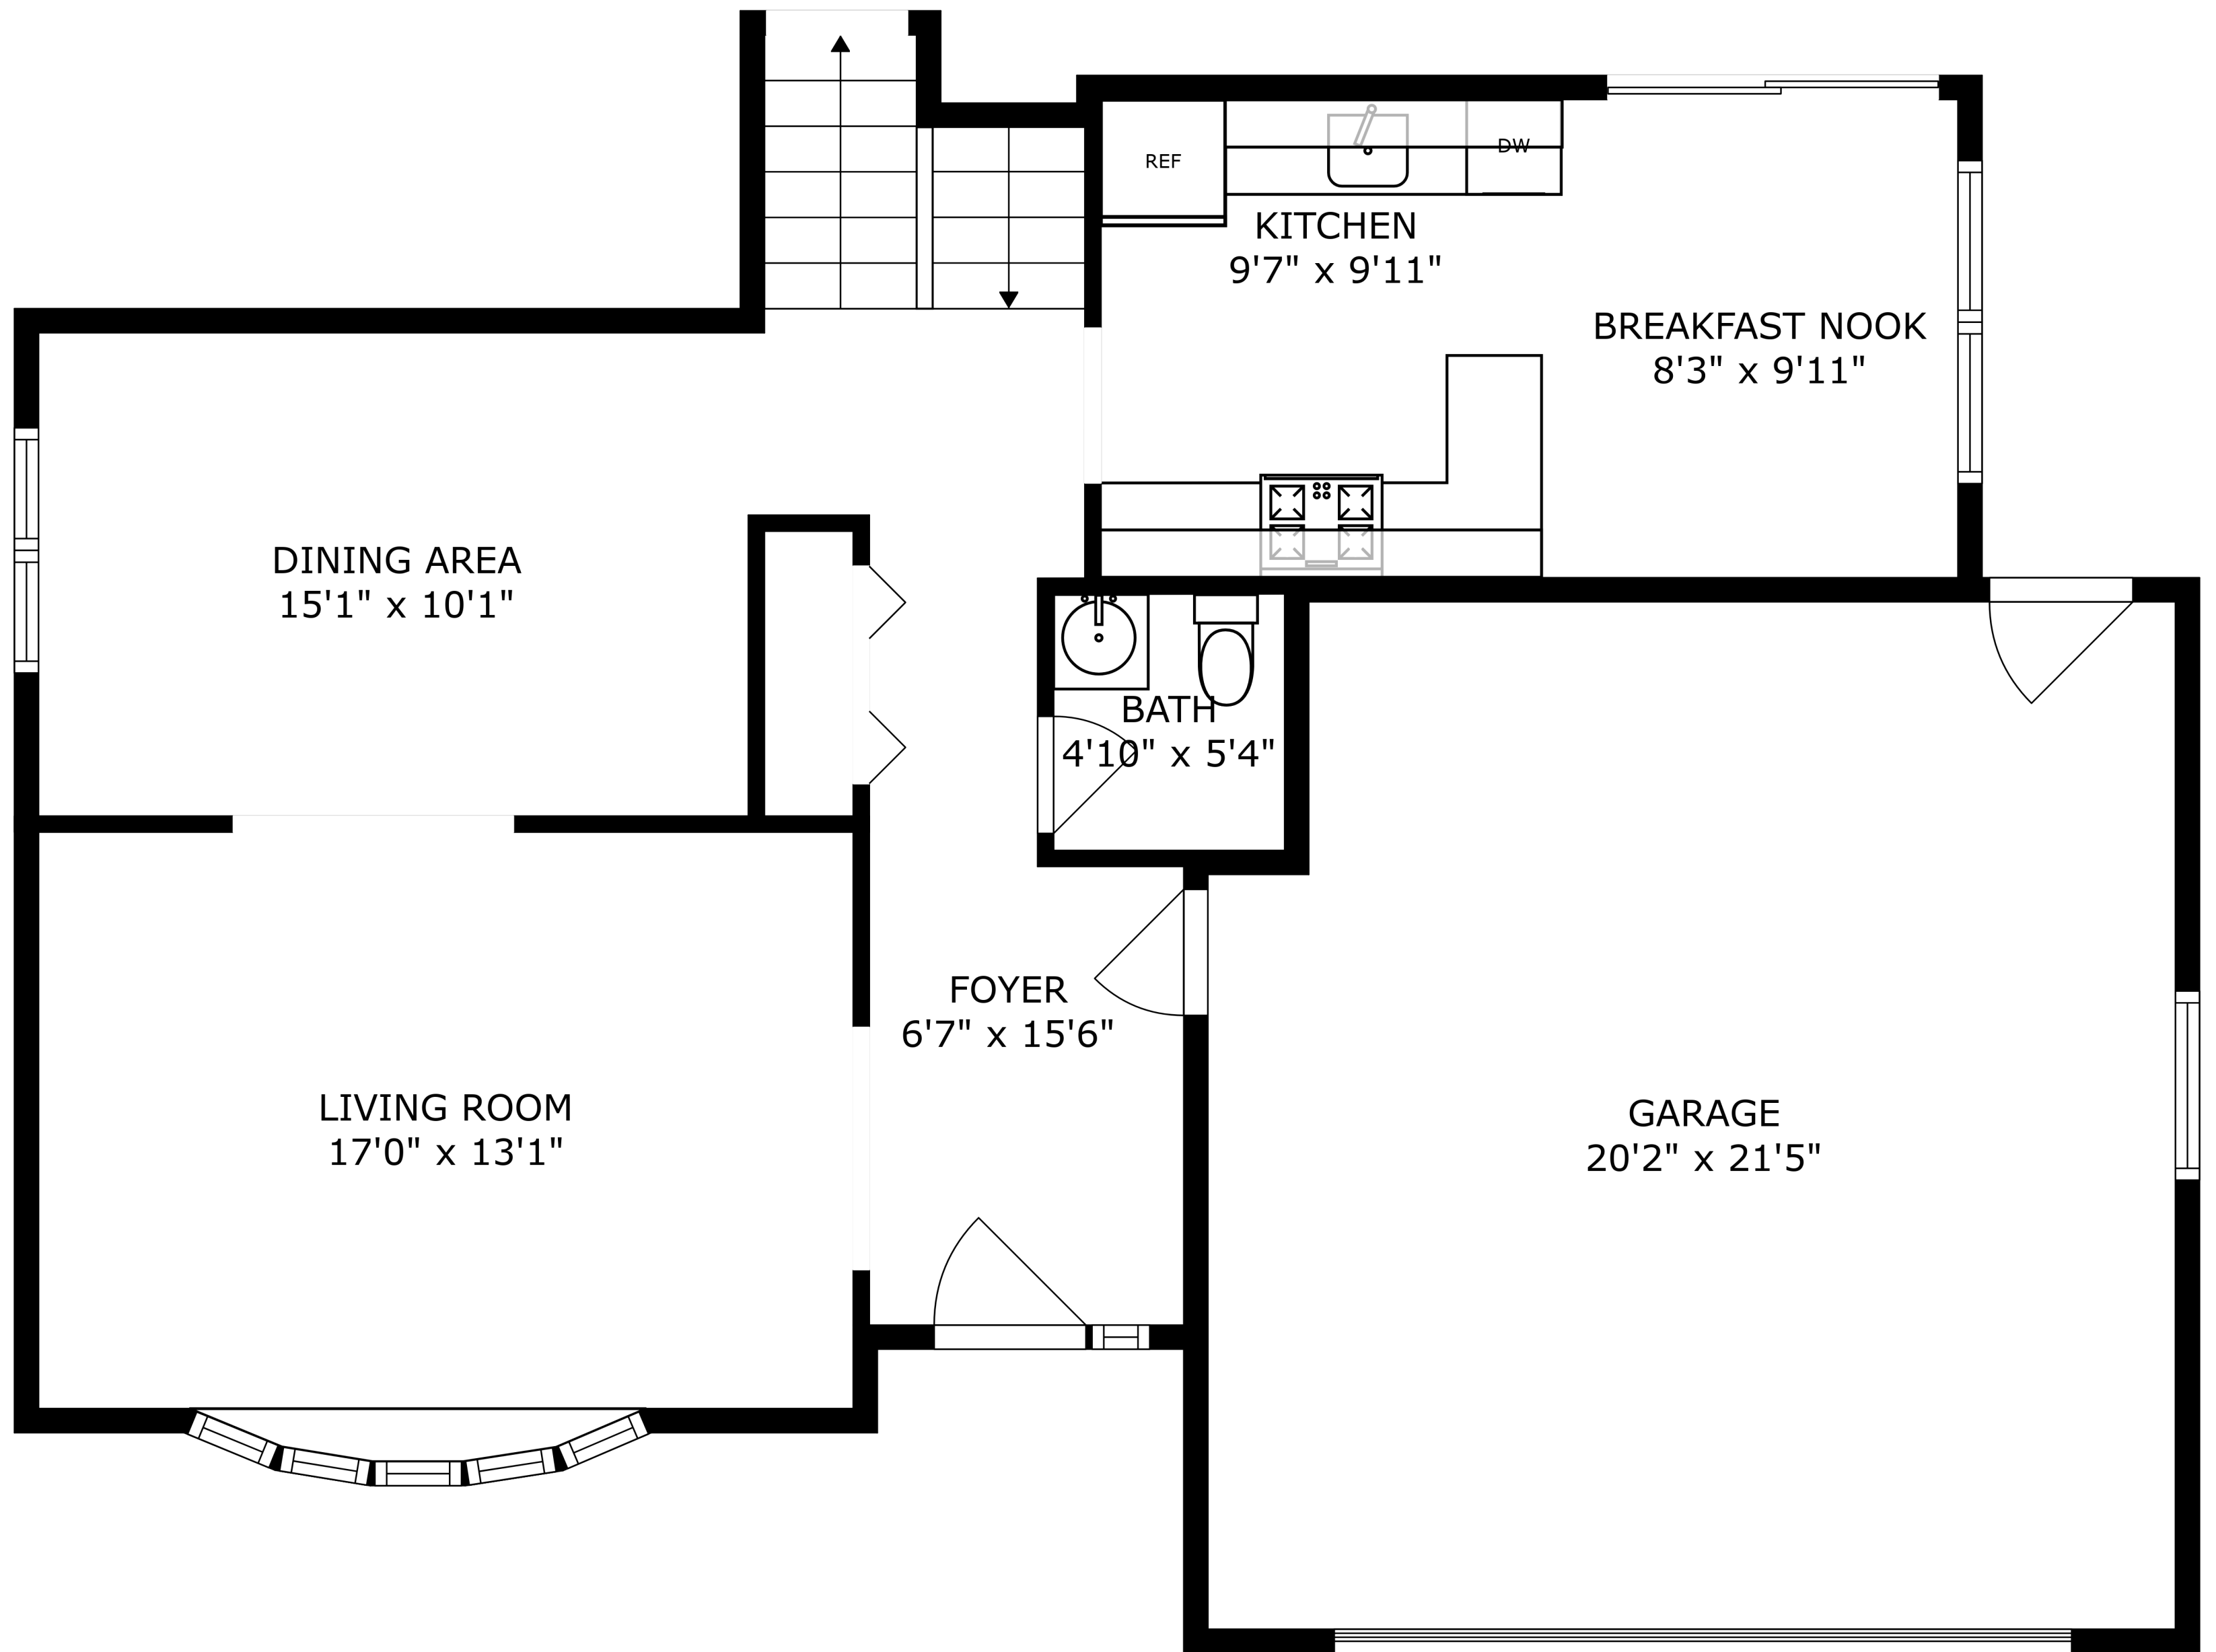 REF
DW
KITCHEN
9'7" x 9'11"
BREAKFAST NOOK
8'3" x 9'11"
DINING AREA
15'1" x 10'1"
BATH
4'10" x 5'4"
FOYER
6'7" x 15'6"
LIVING ROOM
17'0" x 13'1"
GARAGE
20'2" x 21'5"